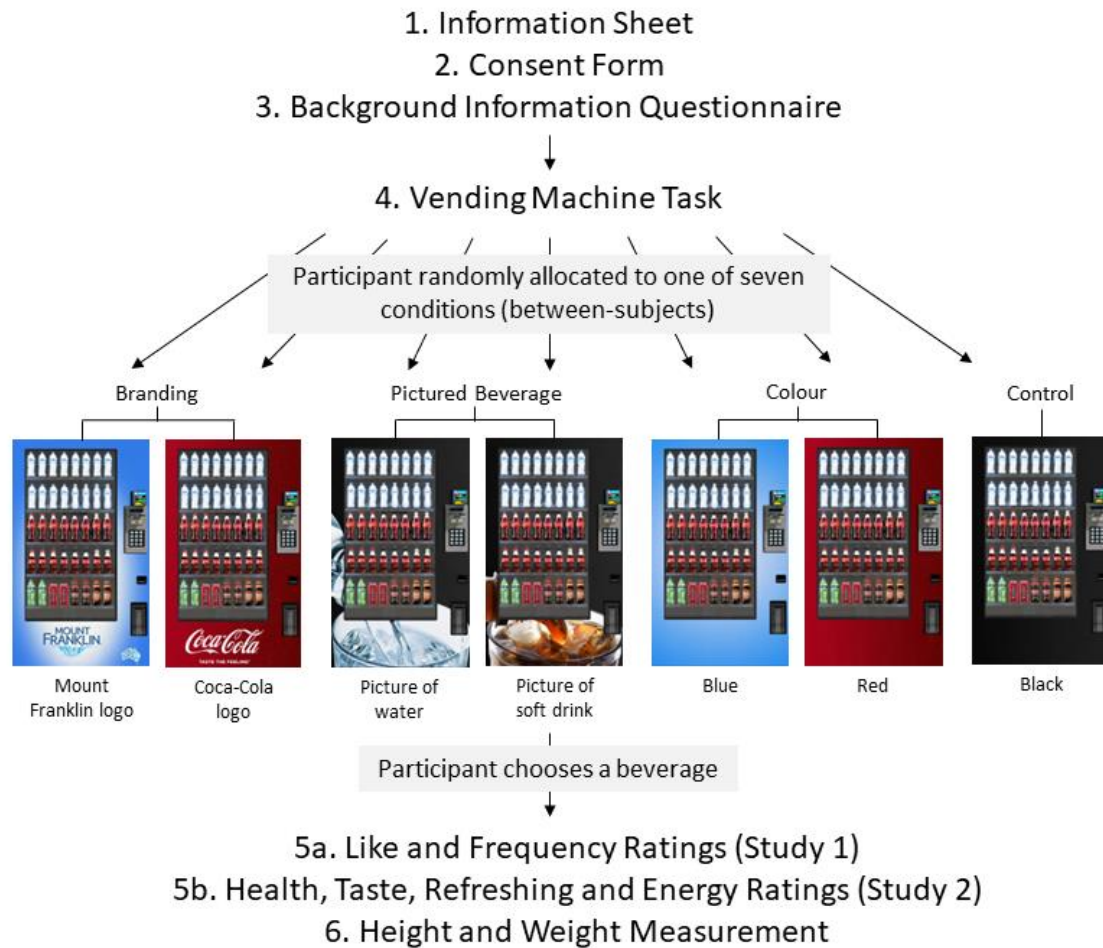 1. Information Sheet
2. Consent Form
3. Background Information Questionnaire
4. Vending Machine Task
Participant randomly allocated to one of seven
conditions (between-subjects)
Branding
Pictured Beverage
Colour
Control
MOUNT
FRANKLIN
Coca-Cola
TASTE THE FEELING
Mount
Franklin logo
Coca-Cola
logo
Picture of
water
Picture of
soft drink
Blue
Red
Black
Participant chooses a beverage
5a. Like and Frequency Ratings (Study 1)
5b. Health, Taste, Refreshing and Energy Ratings (Study 2)
6. Height and Weight Measurement